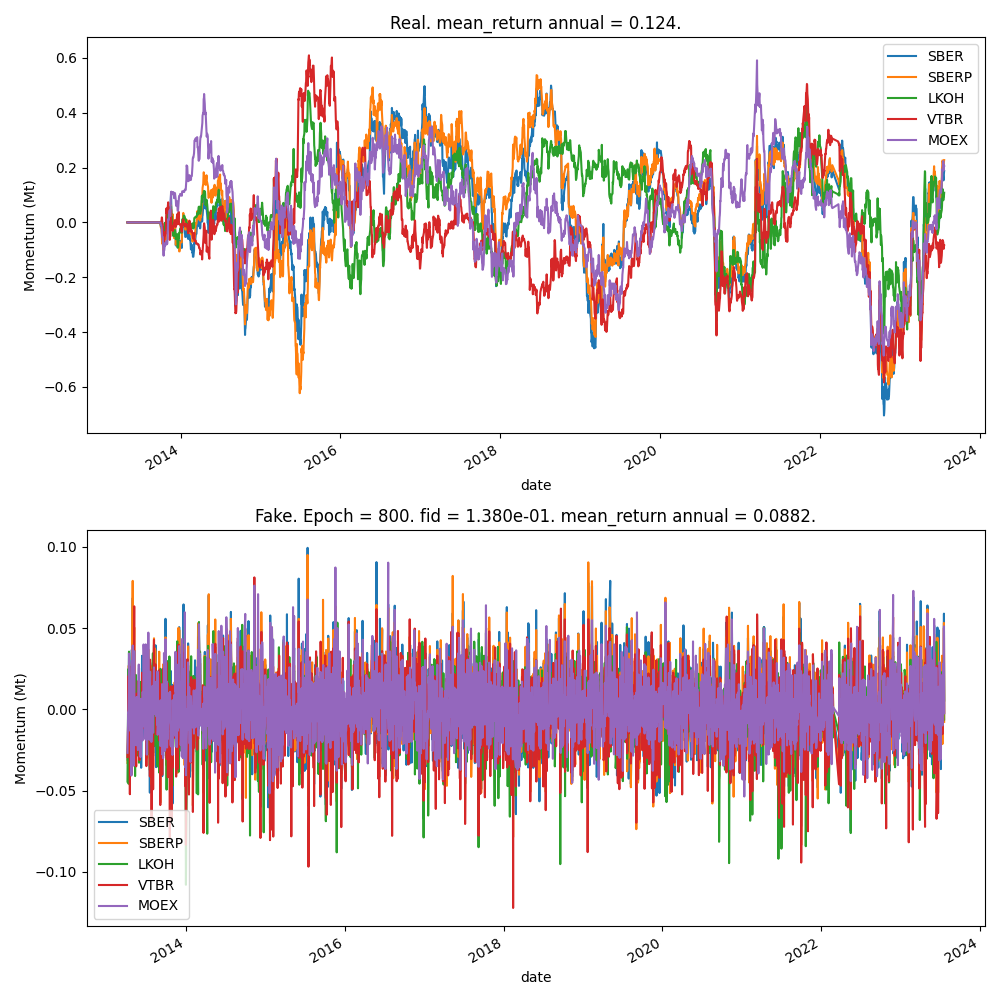 Real. mean_return annual = 0.124.
Momentum (Mt)
0.6
0.4
0.2
0.0
−0.2
−0.4
−0.6
SBER
SBERP
LKOH
VTBR
MOEX
2014
2016
2018
2020
2022
2024
date
Fake. Epoch = 800. fid = 1.380e-01. mean_return annual = 0.0882.
Momentum (Mt)
0.10
0.05
0.00
−0.05
−0.10
SBER
SBERP
LKOH
VTBR
MOEX
2014
2016
2018
2020
2022
2024
date